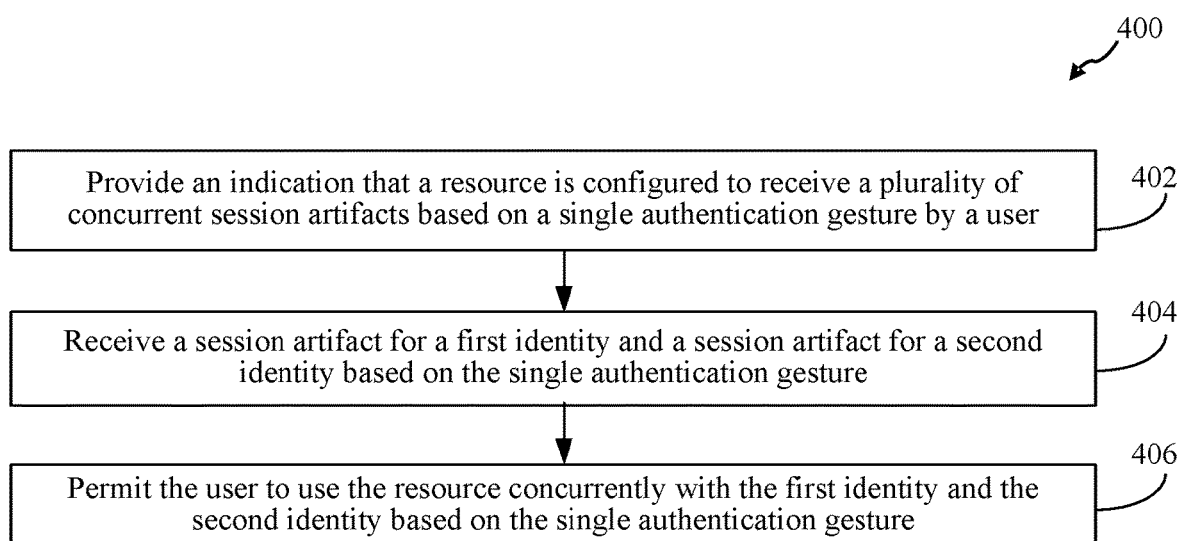 400
Provide an indication that a resource is configured to receive a plurality of
concurrent session artifacts based on a single authentication gesture by a user
402
Receive a session artifact for a first identity and a session artifact for a second
identity based on the single authentication gesture
404
Permit the user to use the resource concurrently with the first identity and the
second identity based on the single authentication gesture
406